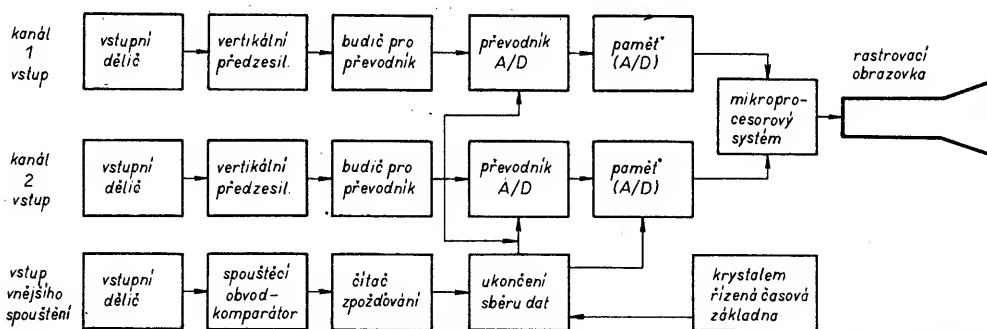 kanál
1
vstup
vstupní
dělič
vertikální
předzesil.
budič pro
převodník
převodník
A/D
paměť
(A/D)
mikropro-
cesorový
systém
rastrovací
obrazovka
kanál
2
vstup
vstupní
dělič
vertikální
předzesil.
budič pro
převodník
převodník
A/D
paměť
(A/D)
vstup
vnějšího
spouštění
vstupní
dělič
spouštěcí
obvod-
komparátor
čítač
zpožďování
ukončení
sběru dat
krystalem
řízená časová
základna